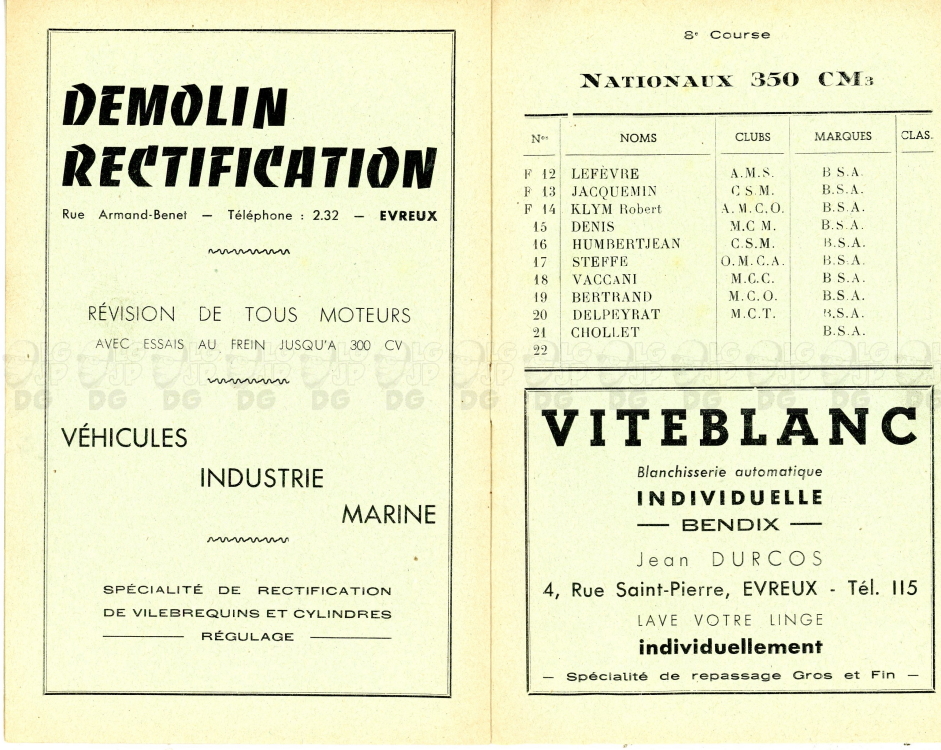 DEMOLIN
RECTIFICATION
Rue Armand-Benet — Téléphone : 2.32 — EVREUX
RÉVISION DE TOUS MOTEURS
AVEC ESSAIS AU FREIN JUSQU'A 300 CV
VÉHICULES
INDUSTRIE
MARINE
SPÉCIALITÉ DE RECTIFICATION
DE VILEBREQUINS ET CYLINDRES
RÉGULAGE
8e Course
NATIONAUX 350 CM3
Nos NOMS CLUBS MARQUES CLAS.
F 12 LEFÈVRE A.M.S. B S.A.
F 13 JACQUEMIN C S.M. B.S.A.
F 14 KLYM Robert A.M.C.O. B.S.A.
15 DENIS M.C M. B.S.A.
16 HUMBERTJEAN C.S.M. B.S.A.
17 STEFFE O.M.C.A. B.S.A.
18 VACCANI M.C.C. B S.A.
19 BERTRAND M.C.O. B.S.A.
20 DELPEYRAT M.C.T. B.S.A.
21 CHOLLET B.S.A.
22
VITEBLANC
Blanchisserie automatique
INDIVIDUELLE
— BENDIX —
Jean DURCOS
4, Rue Saint-Pierre, EVREUX - Tél. 115
LAVE VOTRE LINGE
individuellement
— Spécialité de repassage Gros et Fin —